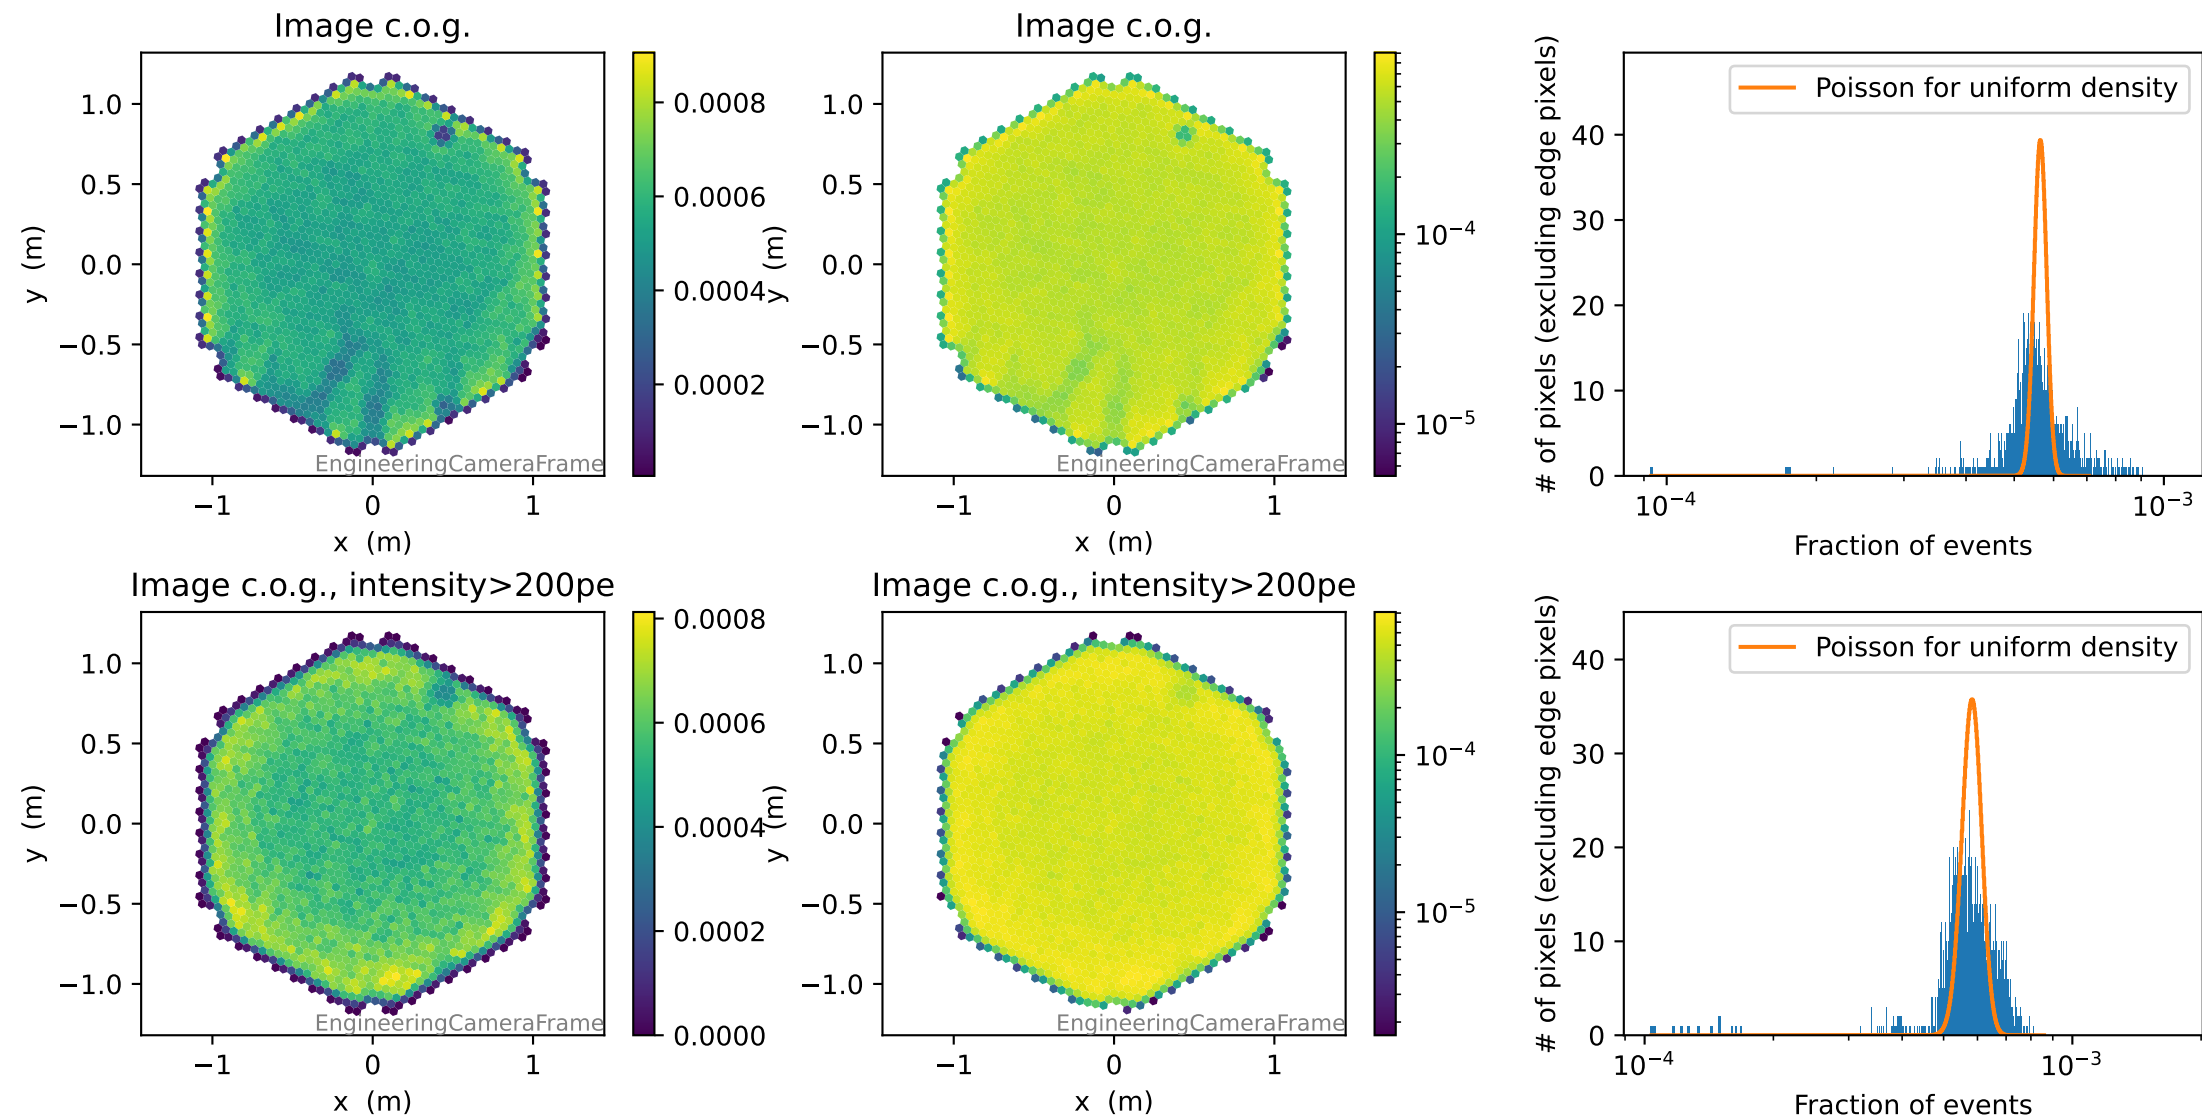 Image c.o.g.
1.0
0.5
0.0
−0.5
−1.0
y (m)
−1
0
1
x (m)
EngineeringCameraFrame
0.0008
0.0006
0.0004
0.0002
Image c.o.g.
1.0
0.5
0.0
−0.5
−1.0
y (m)
−1
0
1
x (m)
EngineeringCameraFrame
10⁻⁴
10⁻⁵
# of pixels (excluding edge pixels)
40
30
20
10
0
Poisson for uniform density
10⁻⁴
10⁻³
Fraction of events
Image c.o.g., intensity>200pe
1.0
0.5
0.0
−0.5
−1.0
y (m)
−1
0
1
x (m)
EngineeringCameraFrame
0.0008
0.0006
0.0004
0.0002
0.0000
Image c.o.g., intensity>200pe
1.0
0.5
0.0
−0.5
−1.0
y (m)
−1
0
1
x (m)
EngineeringCameraFrame
10⁻⁴
10⁻⁵
# of pixels (excluding edge pixels)
40
30
20
10
0
Poisson for uniform density
10⁻⁴
10⁻³
Fraction of events